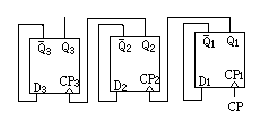 Q̅₃ Q₃ Q̅₂ Q₂ Q̅₁ Q₁
D₃ CP₃ D₂ CP₂ D₁ CP₁
CP